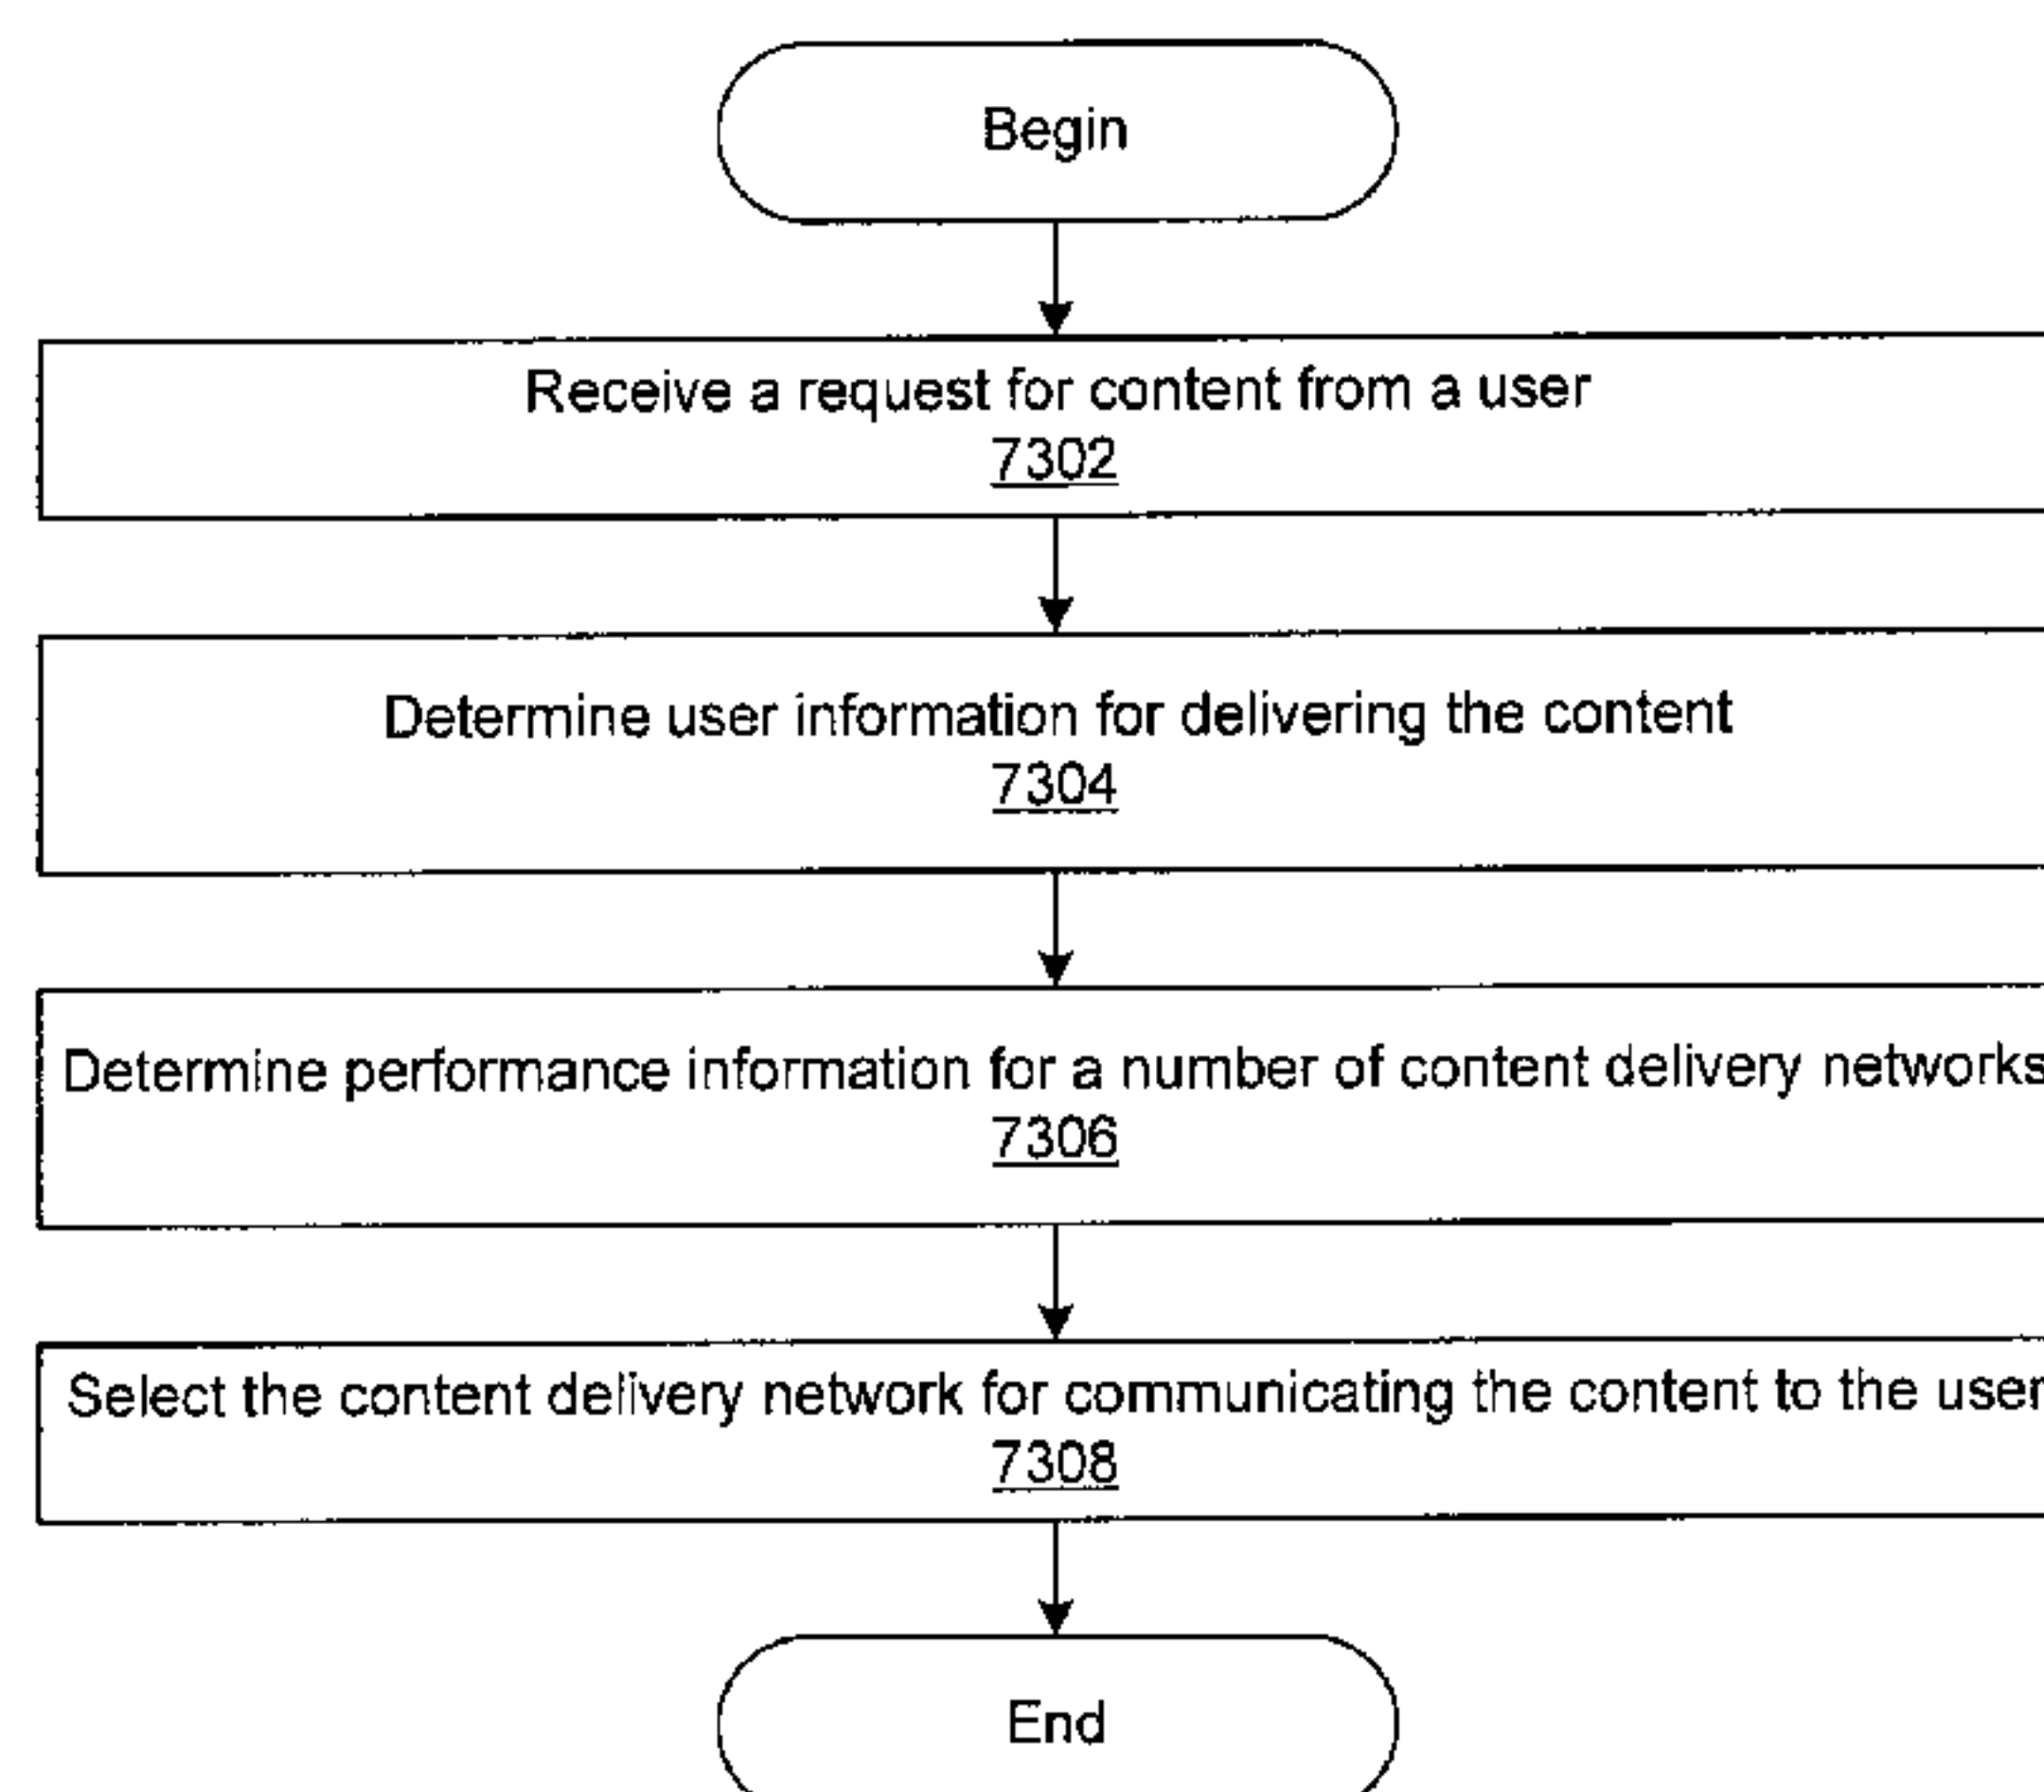 Begin
Receive a request for content from a user
7302
Determine user information for delivering the content
7304
Determine performance information for a number of content delivery networks
7306
Select the content delivery network for communicating the content to the user
7308
End